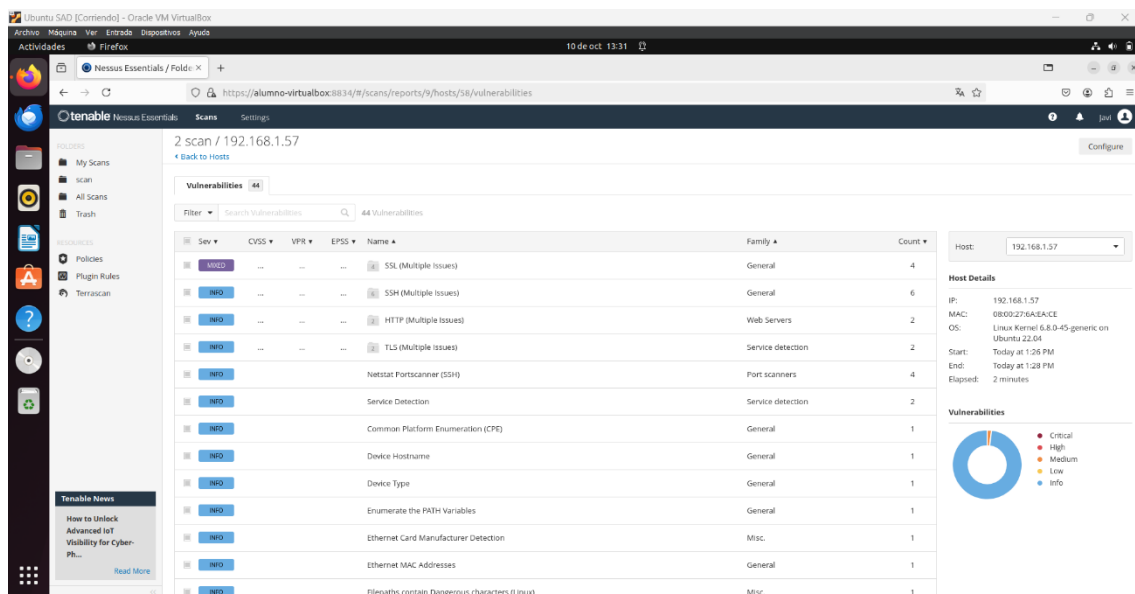 Ubuntu SAD [Corriendo] - Oracle VM VirtualBox
Archivo Máquina Ver Entrada Dispositivos Ayuda
Actividades Firefox 10 de oct 13:31
Nessus Essentials / Folde × +
https://alumno-virtualbox:8834/#/scans/reports/9/hosts/58/vulnerabilities
tenable Nessus Essentials Scans Settings Javi
FOLDERS
My Scans
scan
All Scans
Trash
RESOURCES
Policies
Plugin Rules
Terrascan
Tenable News
How to Unlock
Advanced IoT
Visibility for Cyber-
Ph...
Read More
2 scan / 192.168.1.57
Back to Hosts
Configure
Vulnerabilities 44
Filter Search Vulnerabilities 44 Vulnerabilities
Sev CVSS VPR EPSS Name Family Count
MIXED ... ... ... 4 SSL (Multiple Issues) General 4
INFO ... ... ... 6 SSH (Multiple Issues) General 6
INFO ... ... ... 2 HTTP (Multiple Issues) Web Servers 2
INFO ... ... ... 2 TLS (Multiple Issues) Service detection 2
INFO Netstat Portscanner (SSH) Port scanners 4
INFO Service Detection Service detection 2
INFO Common Platform Enumeration (CPE) General 1
INFO Device Hostname General 1
INFO Device Type General 1
INFO Enumerate the PATH Variables General 1
INFO Ethernet Card Manufacturer Detection Misc. 1
INFO Ethernet MAC Addresses General 1
INFO Filepaths contain Dangerous characters (Linux) Misc. 1
Host: 192.168.1.57
Host Details
IP: 192.168.1.57
MAC: 08:00:27:6A:EA:CE
OS: Linux Kernel 6.8.0-45-generic on
Ubuntu 22.04
Start: Today at 1:26 PM
End: Today at 1:28 PM
Elapsed: 2 minutes
Vulnerabilities
Critical
High
Medium
Low
Info